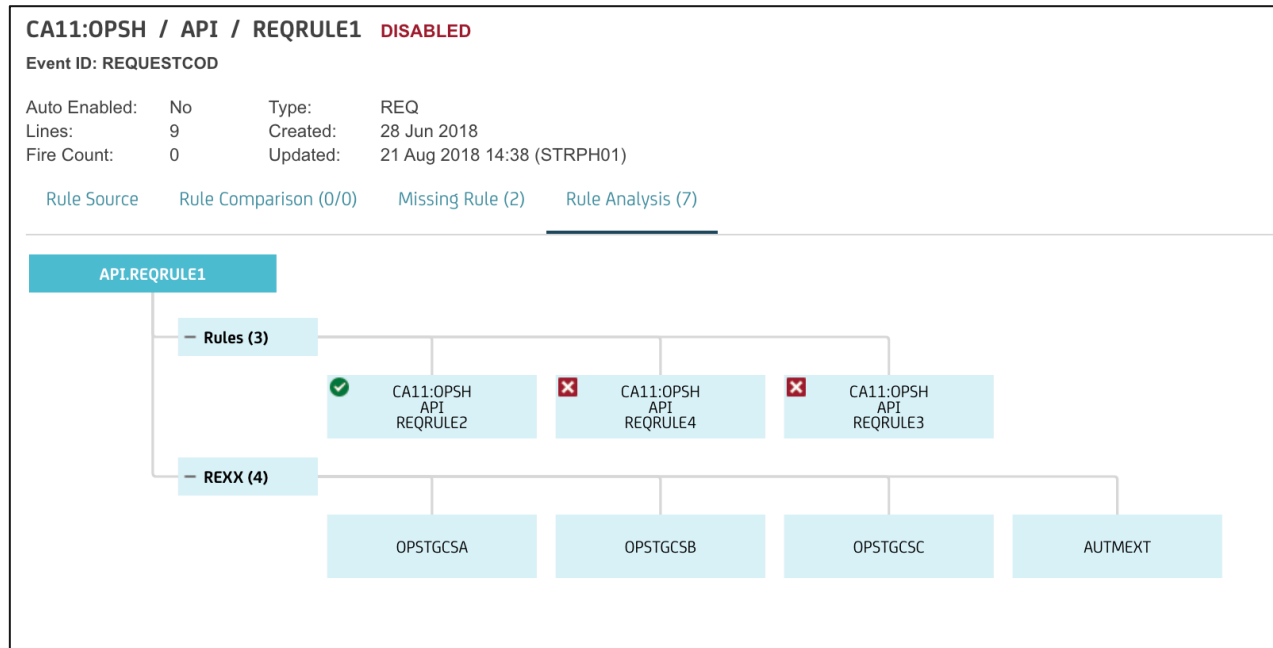 CA11:OPSH / API / REQRULE1 DISABLED
Event ID: REQUESTCOD
Auto Enabled: No Type: REQ
Lines: 9 Created: 28 Jun 2018
Fire Count: 0 Updated: 21 Aug 2018 14:38 (STRPH01)
Rule Source Rule Comparison (0/0) Missing Rule (2) Rule Analysis (7)
API.REQRULE1
− Rules (3)
CA11:OPSH
API
REQRULE2
CA11:OPSH
API
REQRULE4
CA11:OPSH
API
REQRULE3
− REXX (4)
OPSTGCSA
OPSTGCSB
OPSTGCSC
AUTMEXT